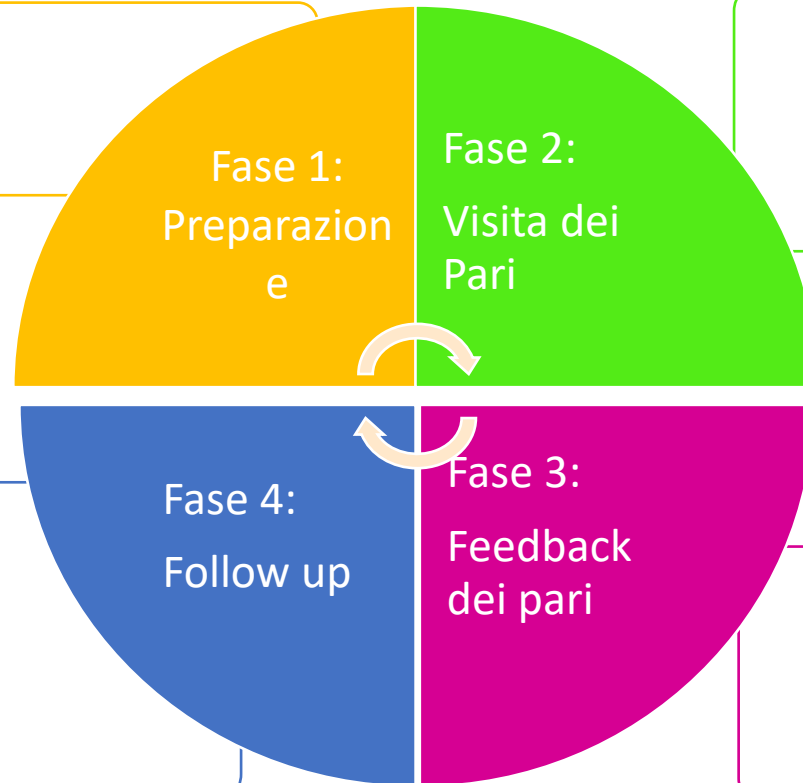 Fase 1:
Preparazion
e
Fase 2:
Visita dei
Pari
Fase 3:
Feedback
dei pari
Fase 4:
Follow up